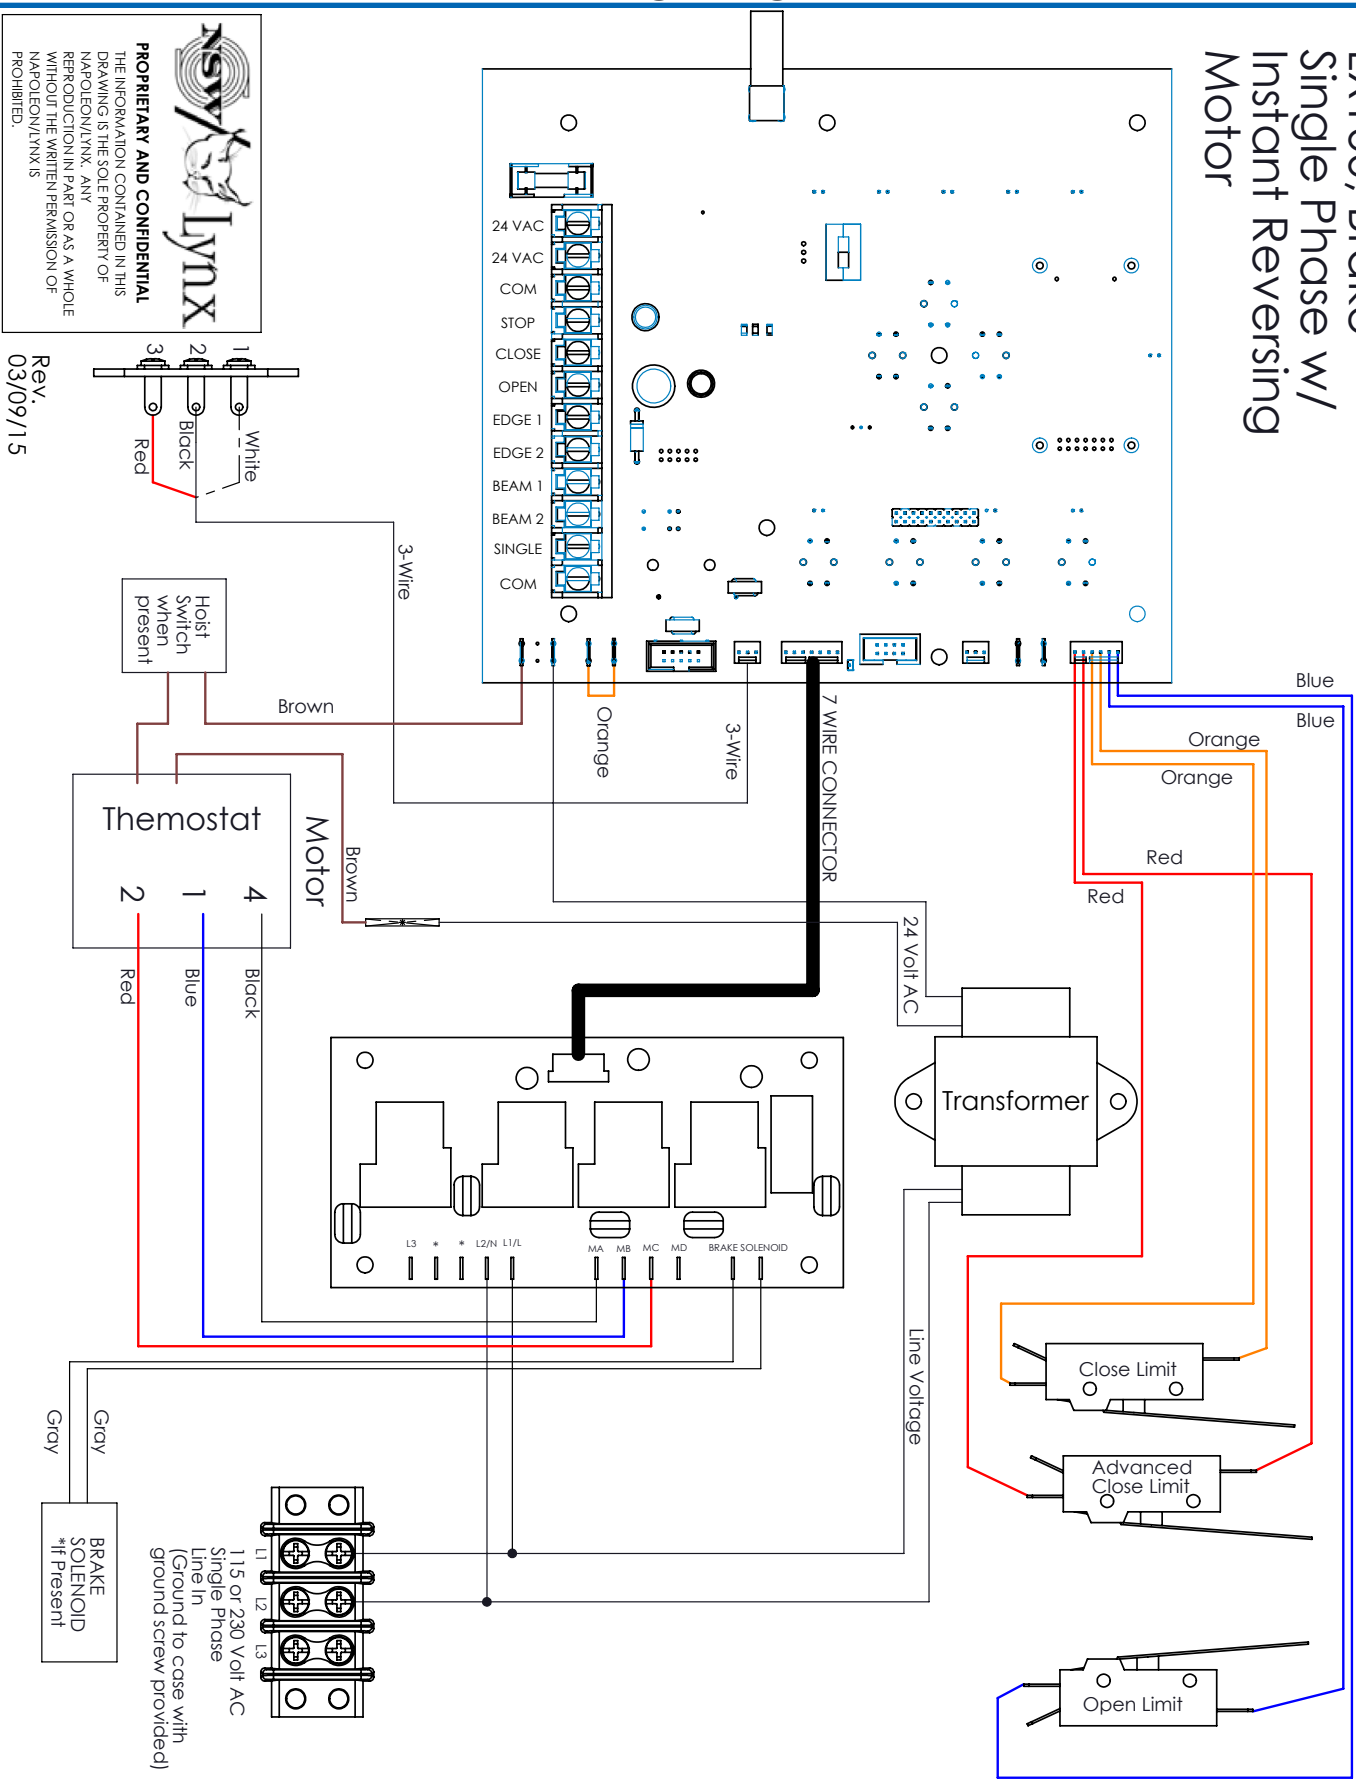 Single Phase w/
Instant Reversing
Motor
NSW
Lynx
PROPRIETARY AND CONFIDENTIAL
THE INFORMATION CONTAINED IN THIS
DRAWING IS THE SOLE PROPERTY OF
NAPOLEON/LYNX. ANY
REPRODUCTION IN PART OR AS A WHOLE
WITHOUT THE WRITTEN PERMISSION OF
NAPOLEON/LYNX IS
PROHIBITED.
Rev.
03/09/15
24 VAC
24 VAC
COM
STOP
CLOSE
OPEN
EDGE 1
EDGE 2
BEAM 1
BEAM 2
SINGLE
COM
1
2
3
White
Black
Red
3-Wire
Hoist
Switch
when
present
Brown
Orange
3-Wire
7 WIRE CONNECTOR
Blue
Blue
Orange
Orange
Red
Red
Themostat
Motor
4
1
2
Brown
Black
Blue
Red
24 Volt AC
Transformer
L3
*
*
L2/N
L1/L
MA
MB
MC
MD
BRAKE SOLENOID
Line Voltage
Close Limit
Advanced
Close Limit
Open Limit
Gray
Gray
BRAKE
SOLENOID
*If Present
L1
L2
L3
115 or 230 Volt AC
Single Phase
Line In
(Ground to case with
ground screw provided)